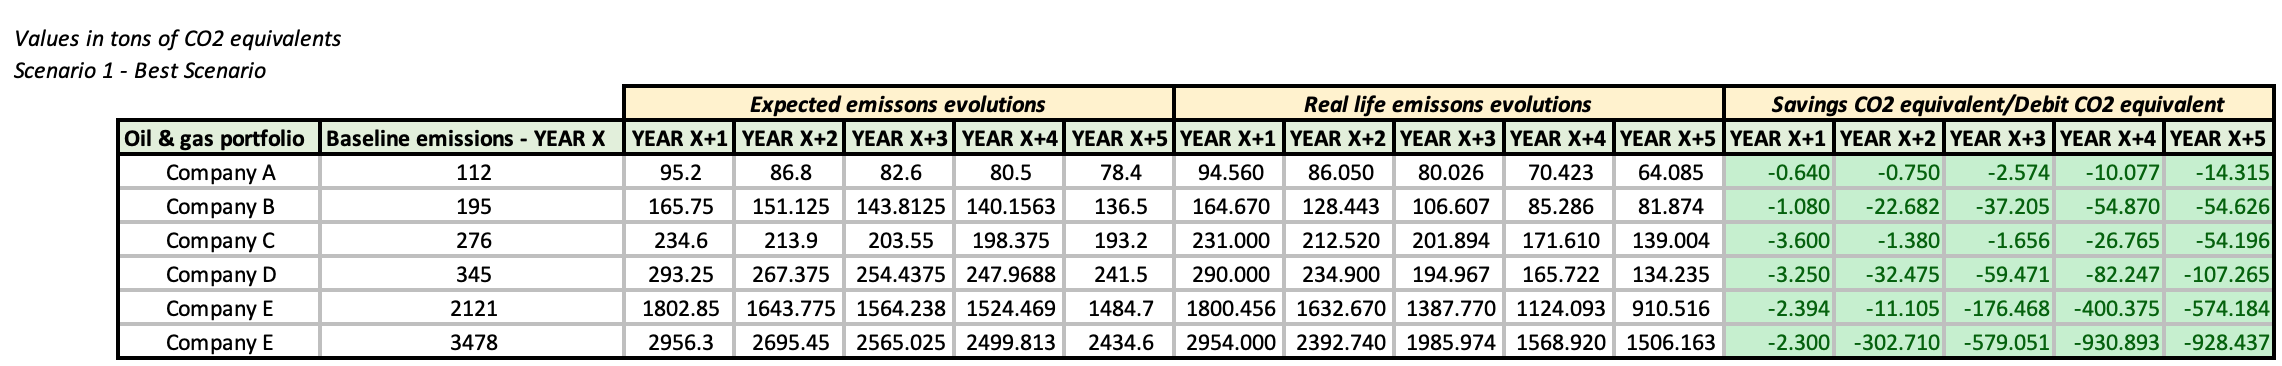 Values in tons of CO2 equivalents
Scenario 1 - Best Scenario
Expected emissons evolutions Real life emissons evolutions Savings CO2 equivalent/Debit CO2 equivalent
Oil & gas portfolio Baseline emissions - YEAR X YEAR X+1 YEAR X+2 YEAR X+3 YEAR X+4 YEAR X+5 YEAR X+1 YEAR X+2 YEAR X+3 YEAR X+4 YEAR X+5 YEAR X+1 YEAR X+2 YEAR X+3 YEAR X+4 YEAR X+5
Company A 112 95.2 86.8 82.6 80.5 78.4 94.560 86.050 80.026 70.423 64.085 -0.640 -0.750 -2.574 -10.077 -14.315
Company B 195 165.75 151.125 143.8125 140.1563 136.5 164.670 128.443 106.607 85.286 81.874 -1.080 -22.682 -37.205 -54.870 -54.626
Company C 276 234.6 213.9 203.55 198.375 193.2 231.000 212.520 201.894 171.610 139.004 -3.600 -1.380 -1.656 -26.765 -54.196
Company D 345 293.25 267.375 254.4375 247.9688 241.5 290.000 234.900 194.967 165.722 134.235 -3.250 -32.475 -59.471 -82.247 -107.265
Company E 2121 1802.85 1643.775 1564.238 1524.469 1484.7 1800.456 1632.670 1387.770 1124.093 910.516 -2.394 -11.105 -176.468 -400.375 -574.184
Company E 3478 2956.3 2695.45 2565.025 2499.813 2434.6 2954.000 2392.740 1985.974 1568.920 1506.163 -2.300 -302.710 -579.051 -930.893 -928.437